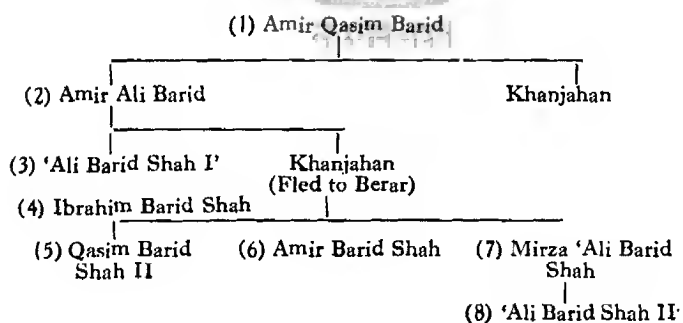 (1) Amir Qasim Barid
(2) Amir Ali Barid Khanjahan
(3) 'Ali Barid Shah I' Khanjahan
(Fled to Berar)
(4) Ibrahim Barid Shah
(5) Qasim Barid (6) Amir Barid Shah (7) Mirza 'Ali Barid
Shah II Shah
(8) 'Ali Barid Shah II'